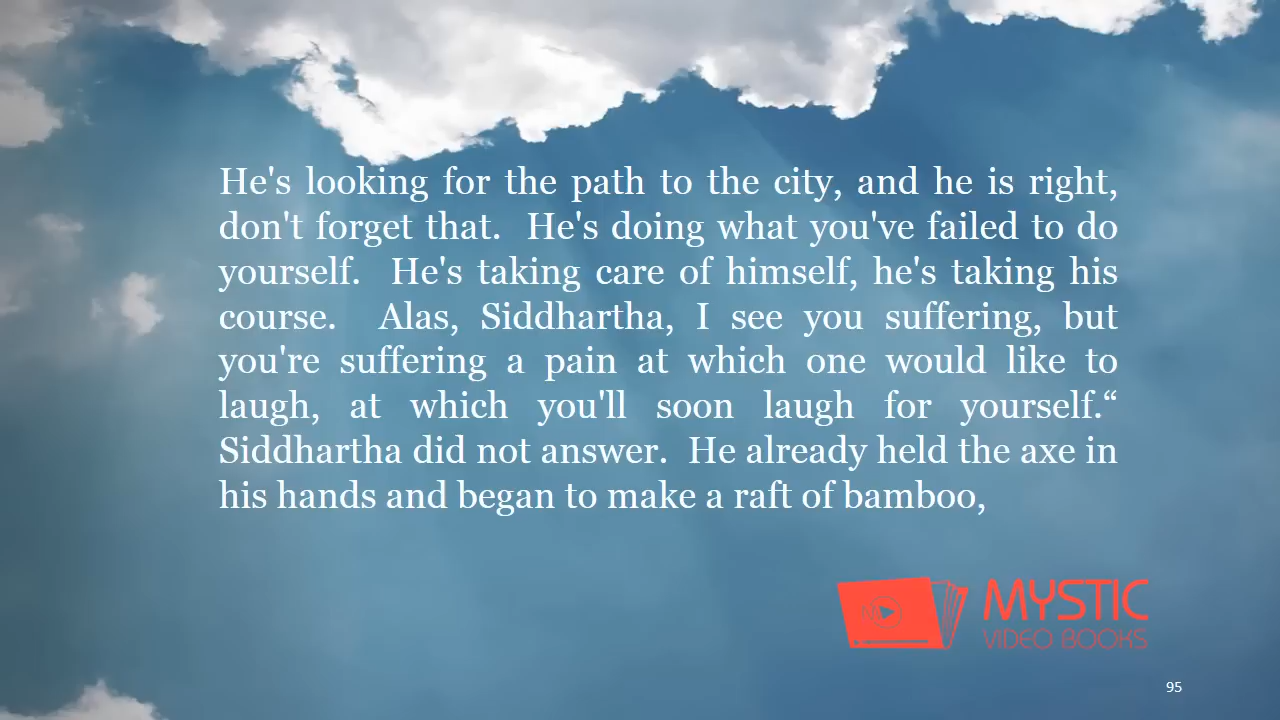 He's looking for the path to the city, and he is right,
don't forget that.  He's doing what you've failed to do
yourself.  He's taking care of himself, he's taking his
course.  Alas, Siddhartha, I see you suffering, but
you're suffering a pain at which one would like to
laugh, at which you'll soon laugh for yourself.“
Siddhartha did not answer.  He already held the axe in
his hands and began to make a raft of bamboo,
MYSTIC
VIDEO BOOKS
95